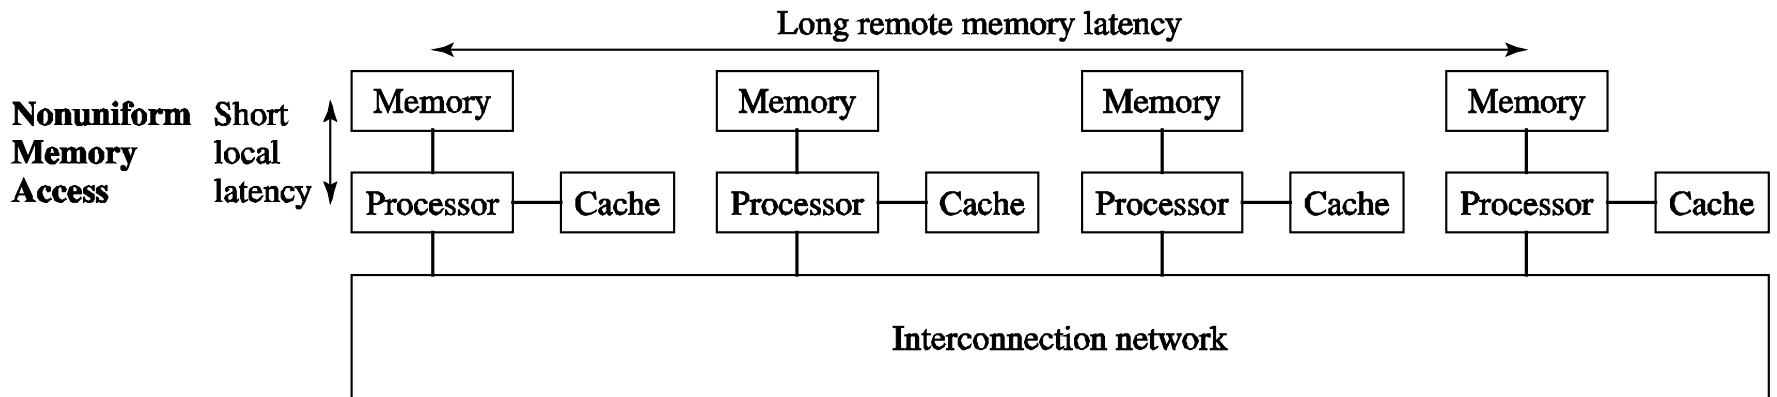 Long remote memory latency
Nonuniform Short
Memory local
Access latency
Memory Memory Memory Memory
Processor Cache Processor Cache Processor Cache Processor Cache
Interconnection network